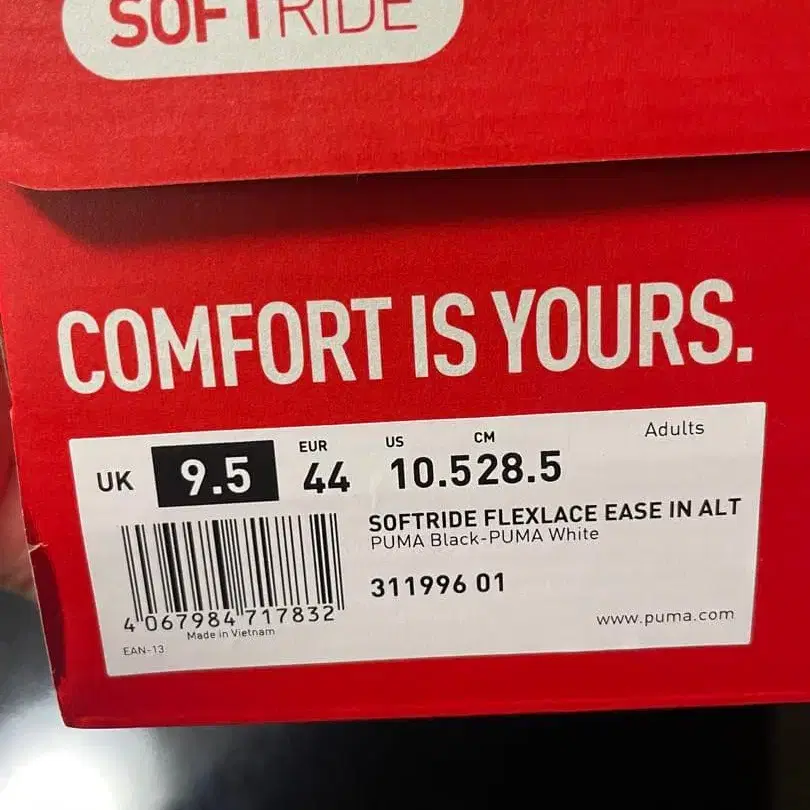 SOFTRIDE
COMFORT IS YOURS.
Adults
UK 9.5 EUR 44 US 10.5 CM 28.5
SOFTRIDE FLEXLACE EASE IN ALT
PUMA Black-PUMA White
311996 01
4 067984 717832
Made in Vietnam
EAN-13
www.puma.com